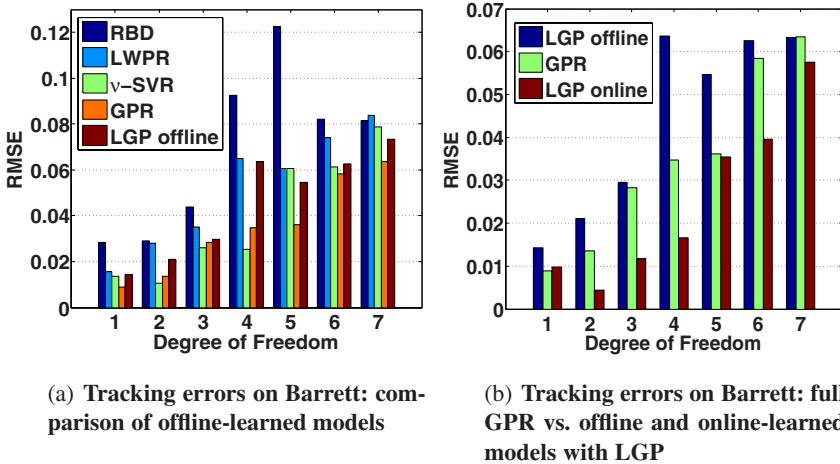 RBD
LWPR
ν−SVR
GPR
LGP offline
0.12
0.1
0.08
0.06
0.04
0.02
0
RMSE
1 2 3 4 5 6 7
Degree of Freedom
(a) Tracking errors on Barrett: com-
parison of offline-learned models
LGP offline
GPR
LGP online
0.07
0.06
0.05
0.04
0.03
0.02
0.01
0
RMSE
1 2 3 4 5 6 7
Degree of Freedom
(b) Tracking errors on Barrett: full
GPR vs. offline and online-learned
models with LGP